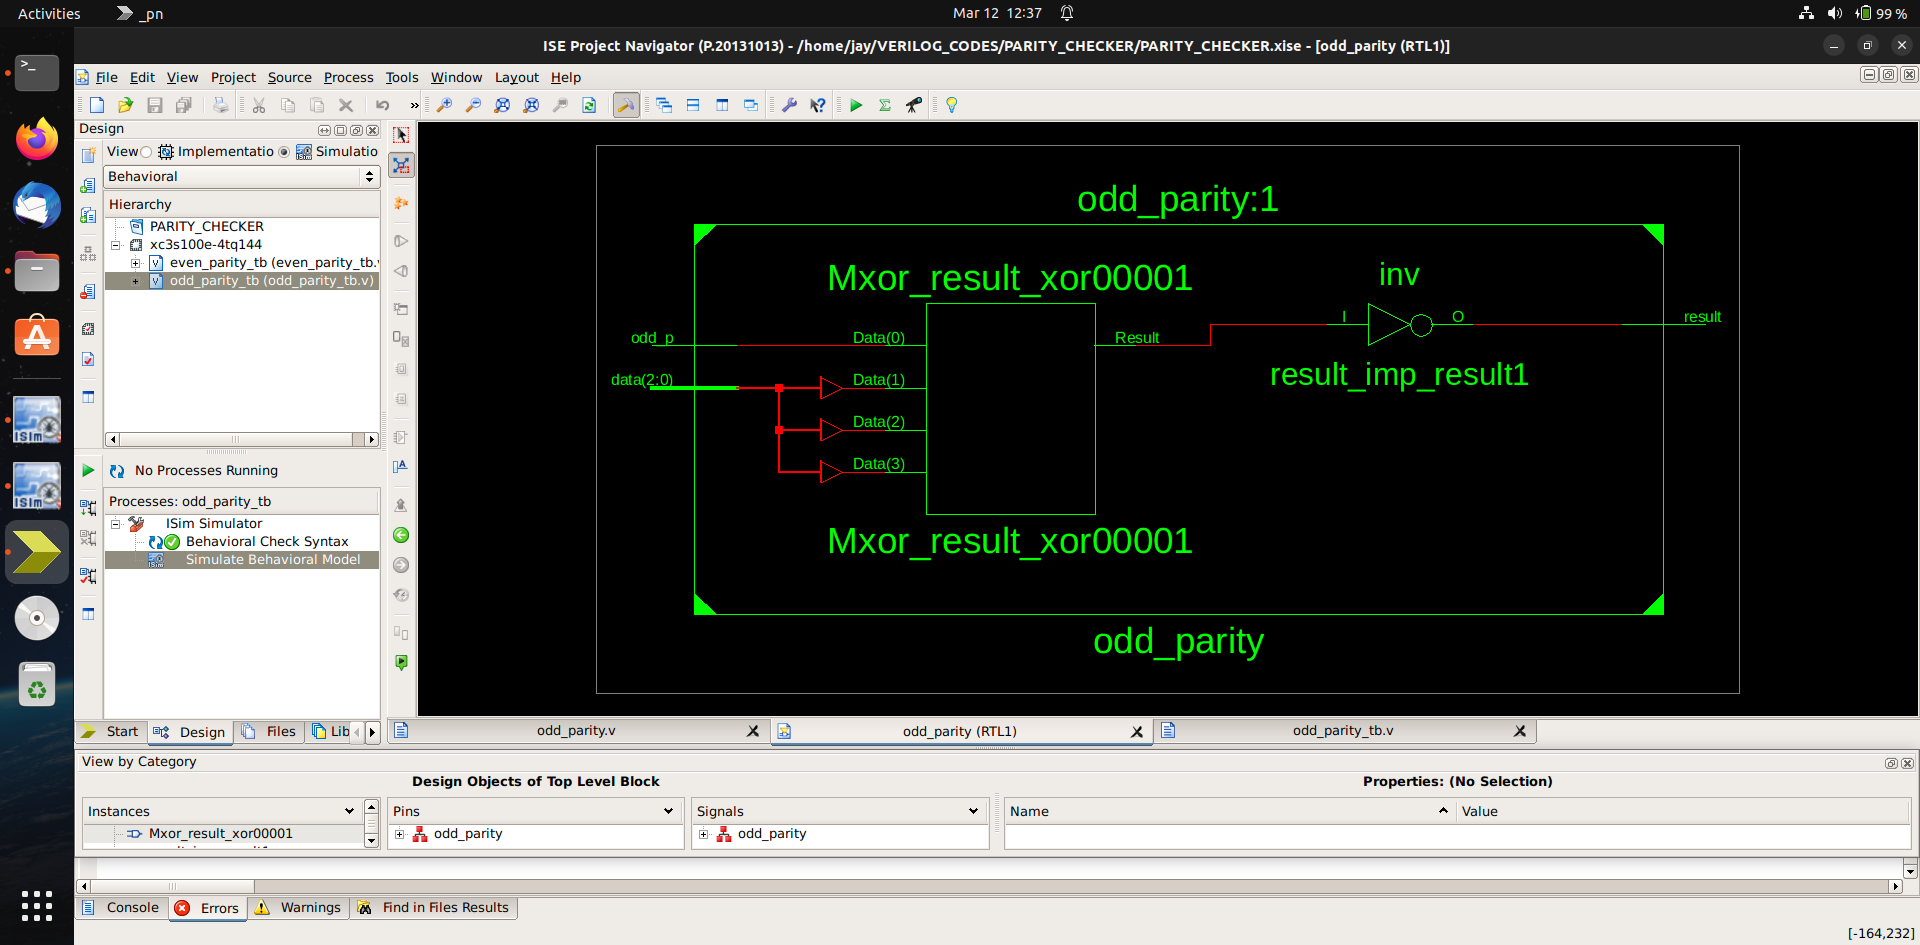 Activities
_pn
Mar 12 12:37
99 %
ISE Project Navigator (P.20131013) - /home/jay/VERILOG_CODES/PARITY_CHECKER/PARITY_CHECKER.xise - [odd_parity (RTL1)]
File Edit View Project Source Process Tools Window Layout Help
Design
View Implementatio Simulatio
Behavioral
Hierarchy
PARITY_CHECKER
xc3s100e-4tq144
even_parity_tb (even_parity_tb.v
odd_parity_tb (odd_parity_tb.v)
No Processes Running
Processes: odd_parity_tb
ISim Simulator
Behavioral Check Syntax
Simulate Behavioral Model
Start Design Files Lib
odd_parity:1
Mxor_result_xor00001
inv
odd_p
Data(0)
Result
I
O
result
data(2:0)
Data(1)
result_imp_result1
Data(2)
Data(3)
Mxor_result_xor00001
odd_parity
odd_parity.v
odd_parity (RTL1)
odd_parity_tb.v
View by Category
Design Objects of Top Level Block
Properties: (No Selection)
Instances
Pins
Signals
Name
Value
Mxor_result_xor00001
odd_parity
odd_parity
Console Errors Warnings Find in Files Results
[-164,232]
ISim
ISim